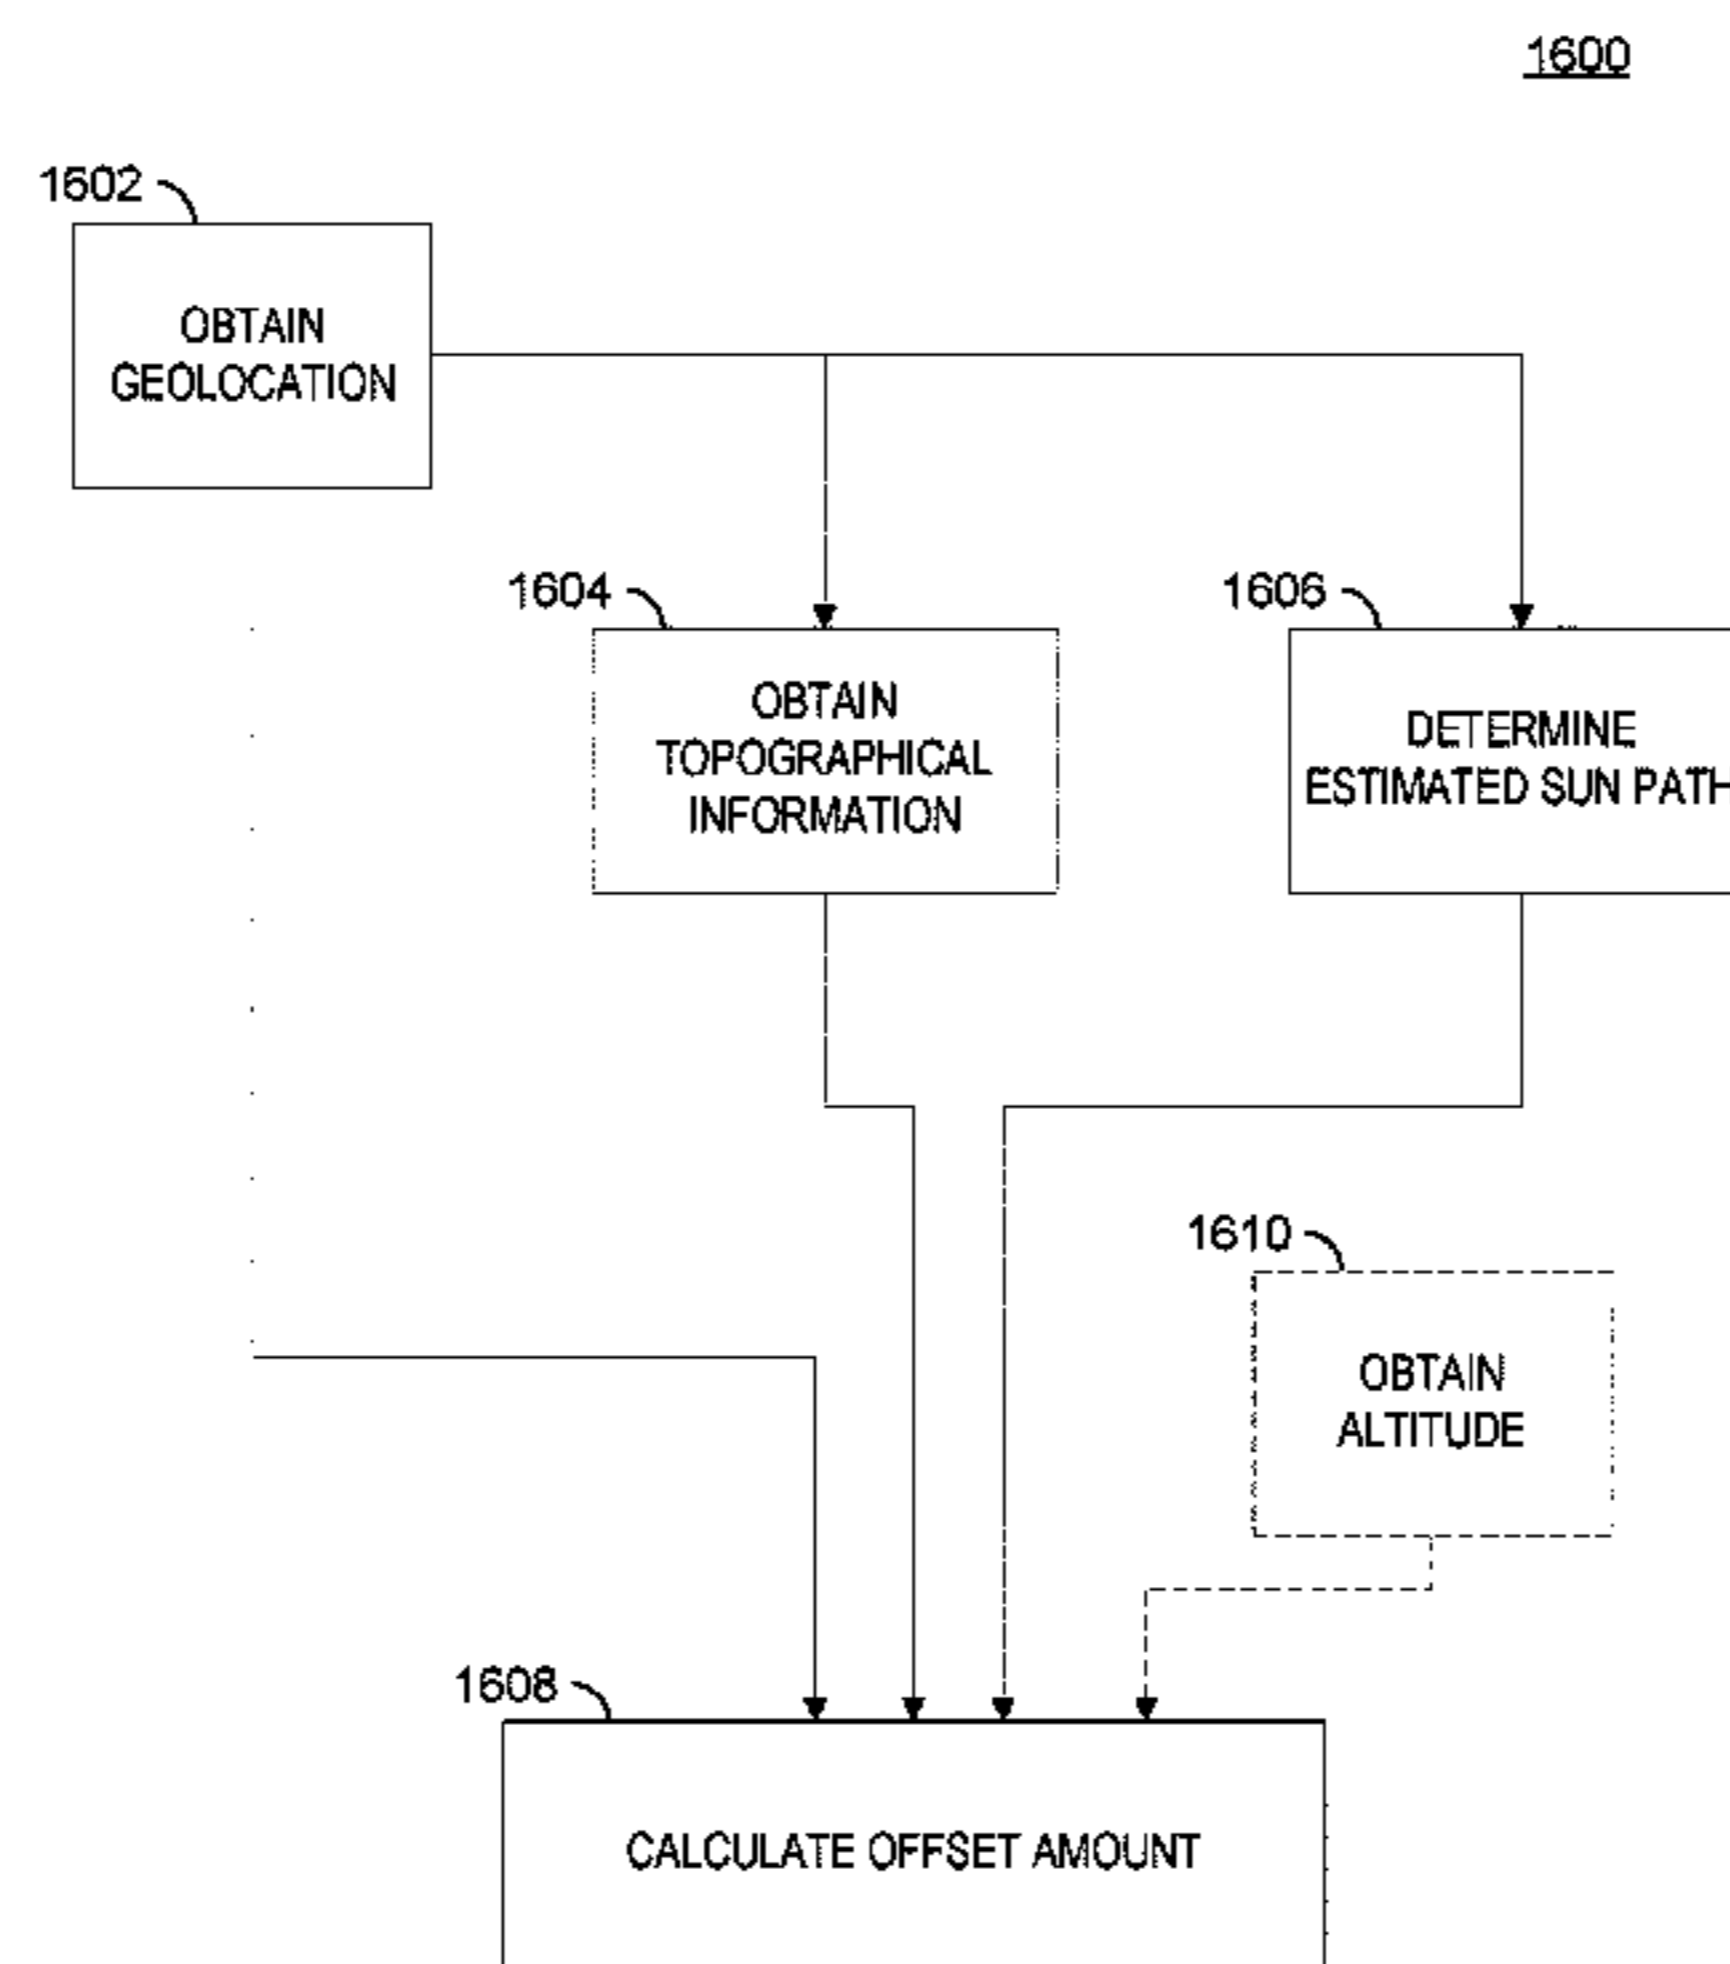 1600
1602
OBTAIN
GEOLOCATION
1604
OBTAIN
TOPOGRAPHICAL
INFORMATION
1606
DETERMINE
ESTIMATED SUN PATH
1610
OBTAIN
ALTITUDE
1608
CALCULATE OFFSET AMOUNT